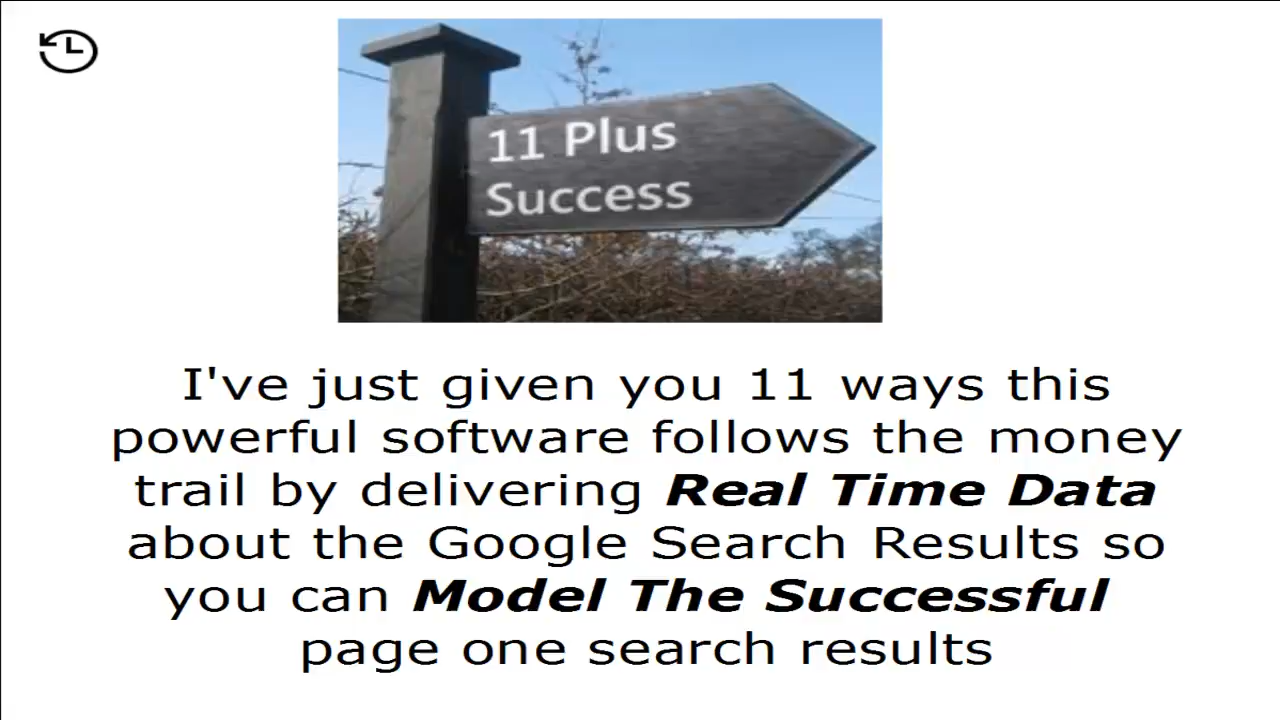 11 Plus
Success
I've just given you 11 ways this
powerful software follows the money
trail by delivering Real Time Data
about the Google Search Results so
you can Model The Successful
page one search results